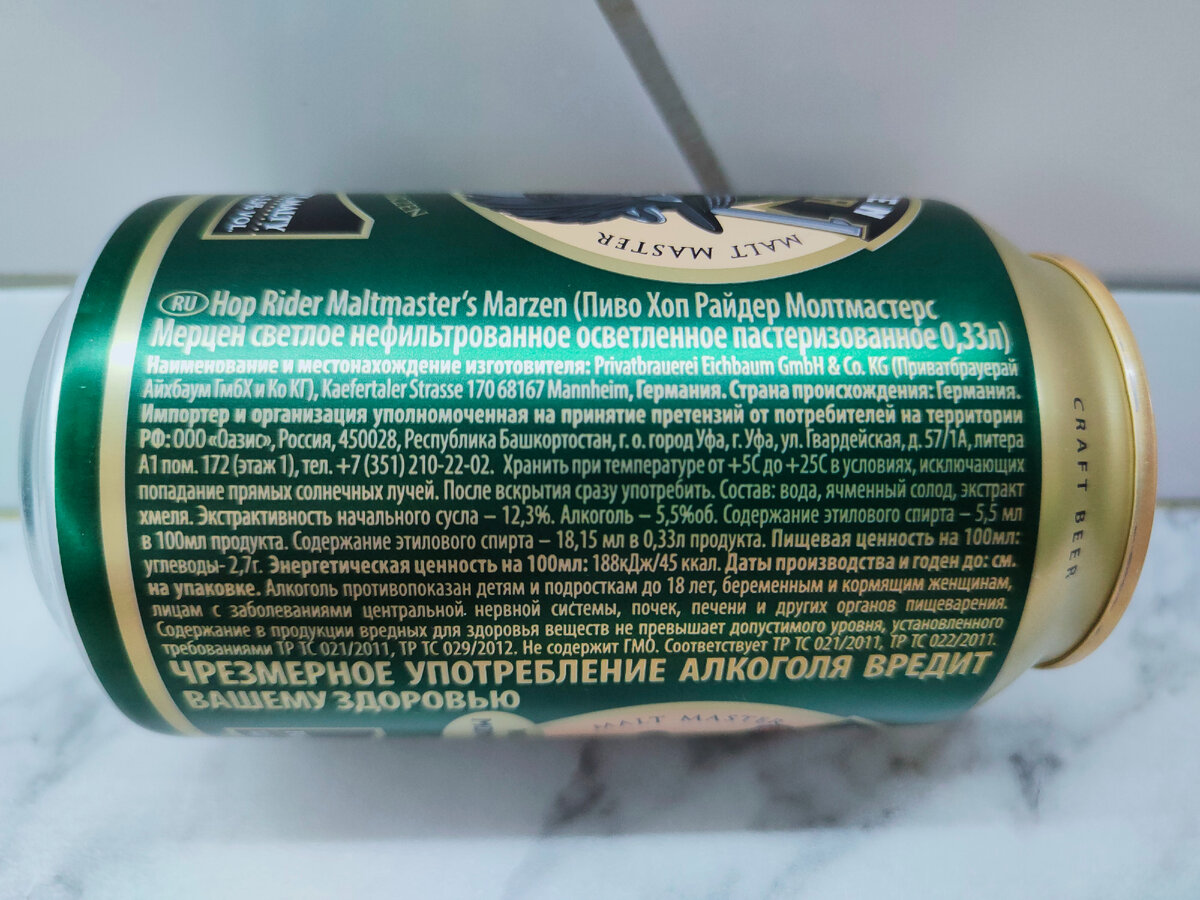 MALT MASTER
RU Hop Rider Maltmaster's Marzen (Пиво Хоп Райдер Молтмастерс
Мерцен светлое нефильтрованное осветленное пастеризованное 0,33л)
Наименование и местонахождение изготовителя: Privatbrauerei Eichbaum GmbH & Co. KG (Приватбрауерай
Айхбаум ГмбХ и Ко КГ), Kaefertaler Strasse 170 68167 Mannheim, Германия. Страна происхождения: Германия.
Импортер и организация уполномоченная на принятие претензий от потребителей на территории
РФ: ООО «Оазис», Россия, 450028, Республика Башкортостан, г. о. город Уфа, г. Уфа, ул. Гвардейская, д. 57/1А, литера
А1 пом. 172 (этаж 1), тел. +7 (351) 210-22-02. Хранить при температуре от +5С до +25С в условиях, исключающих
попадание прямых солнечных лучей. После вскрытия сразу употребить. Состав: вода, ячменный солод, экстракт
хмеля. Экстрактивность начального сусла – 12,3%. Алкоголь – 5,5%об. Содержание этилового спирта – 5,5 мл
в 100мл продукта. Содержание этилового спирта – 18,15 мл в 0,33л продукта. Пищевая ценность на 100мл:
углеводы- 2,7г. Энергетическая ценность на 100мл: 188кДж/45 ккал. Даты производства и годен до: см.
на упаковке. Алкоголь противопоказан детям и подросткам до 18 лет, беременным и кормящим женщинам,
лицам с заболеваниями центральной нервной системы, почек, печени и других органов пищеварения.
Содержание в продукции вредных для здоровья веществ не превышает допустимого уровня, установленного
требованиями ТР ТС 021/2011, ТР ТС 029/2012. Не содержит ГМО. Соответствует ТР ТС 021/2011, ТР ТС 022/2011.
ЧРЕЗМЕРНОЕ УПОТРЕБЛЕНИЕ АЛКОГОЛЯ ВРЕДИТ
ВАШЕМУ ЗДОРОВЬЮ
MALT MASTER
CRAFT BEER